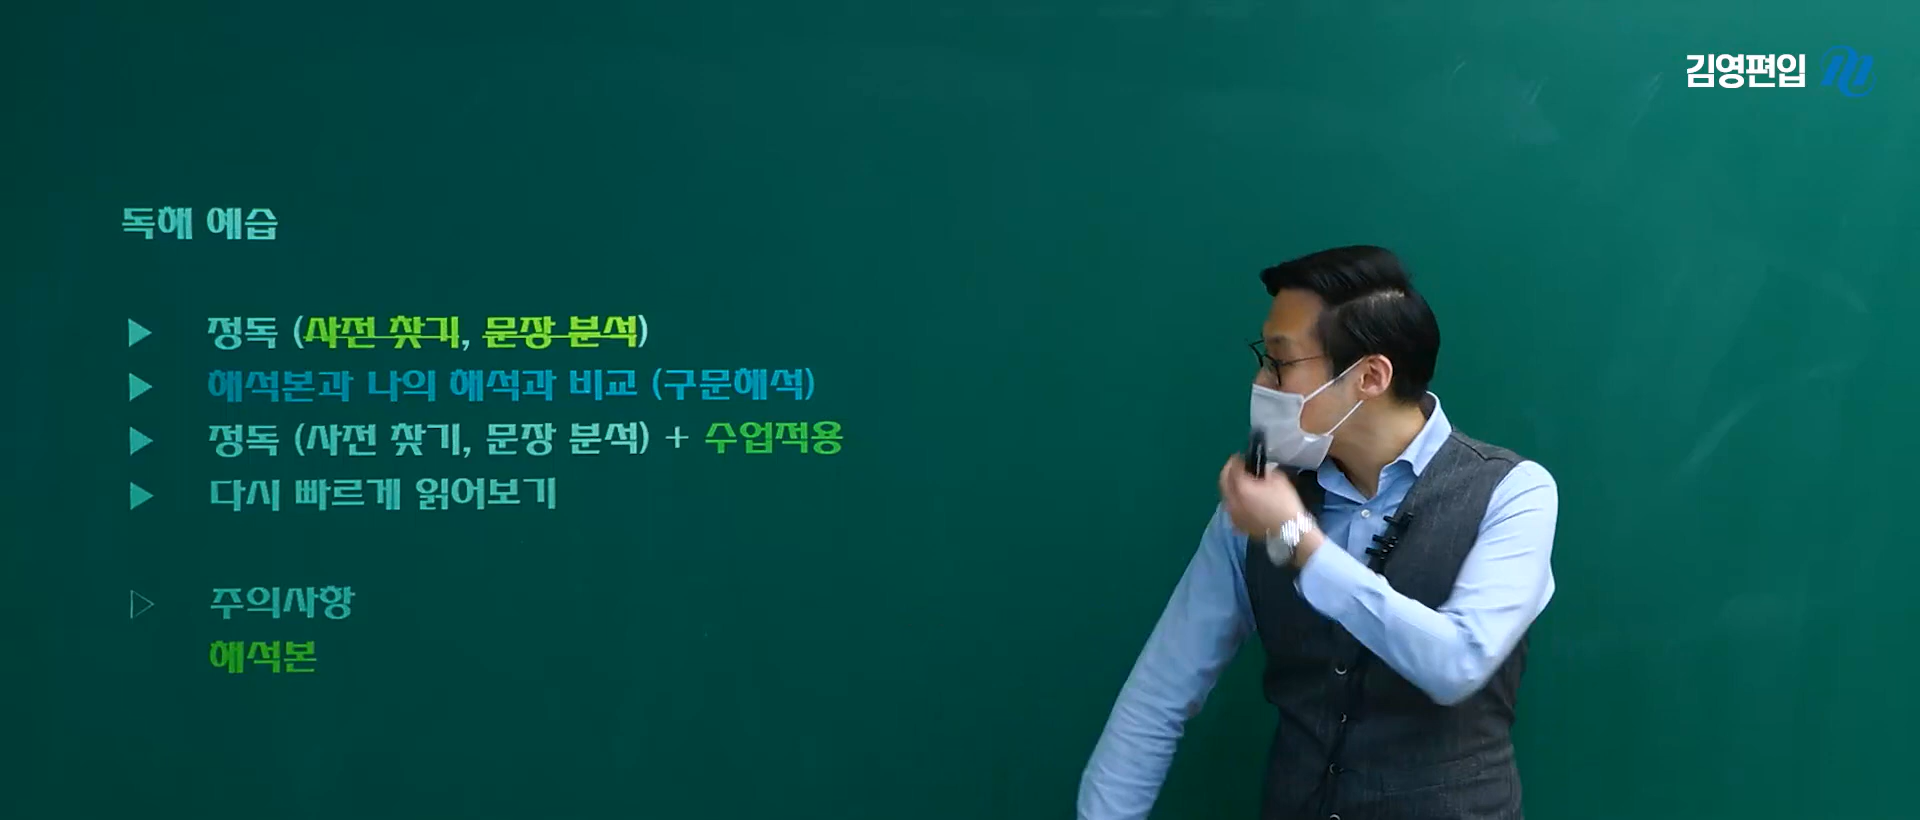 김영편입
독해 예습
정독 (사전 찾기, 문장 분석)
해석본과 나의 해석과 비교 (구문해석)
정독 (사전 찾기, 문장 분석) + 수업적용
다시 빠르게 읽어보기
주의사항
해석본